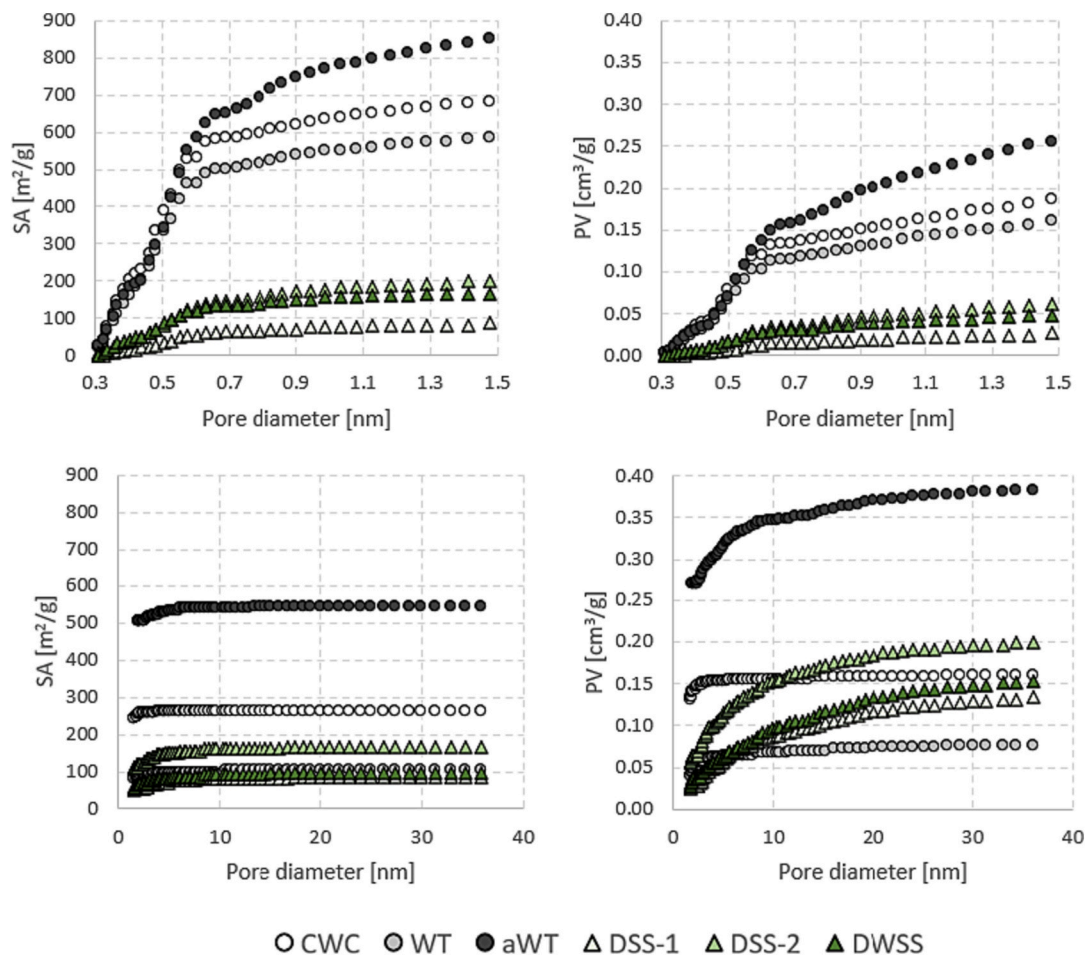 900
800
700
600
500
400
300
200
100
0
SA [m²/g]
0.3 0.5 0.7 0.9 1.1 1.3 1.5
Pore diameter [nm]
0.40
0.35
0.30
0.25
0.20
0.15
0.10
0.05
0.00
PV [cm³/g]
0.3 0.5 0.7 0.9 1.1 1.3 1.5
Pore diameter [nm]
900
800
700
600
500
400
300
200
100
0
SA [m²/g]
0 10 20 30 40
Pore diameter [nm]
0.40
0.35
0.30
0.25
0.20
0.15
0.10
0.05
0.00
PV [cm³/g]
0 10 20 30 40
Pore diameter [nm]
CWC WT aWT DSS-1 DSS-2 DWSS